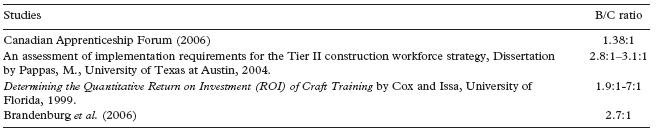 Studies B/C ratio
Canadian Apprenticeship Forum (2006) 1.38:1
An assessment of implementation requirements for the Tier II construction workforce strategy, Dissertation 2.8:1–3.1:1
by Pappas, M., University of Texas at Austin, 2004.
Determining the Quantitative Return on Investment (ROI) of Craft Training by Cox and Issa, University of 1.9:1-7:1
Florida, 1999.
Brandenburg et al. (2006) 2.7:1